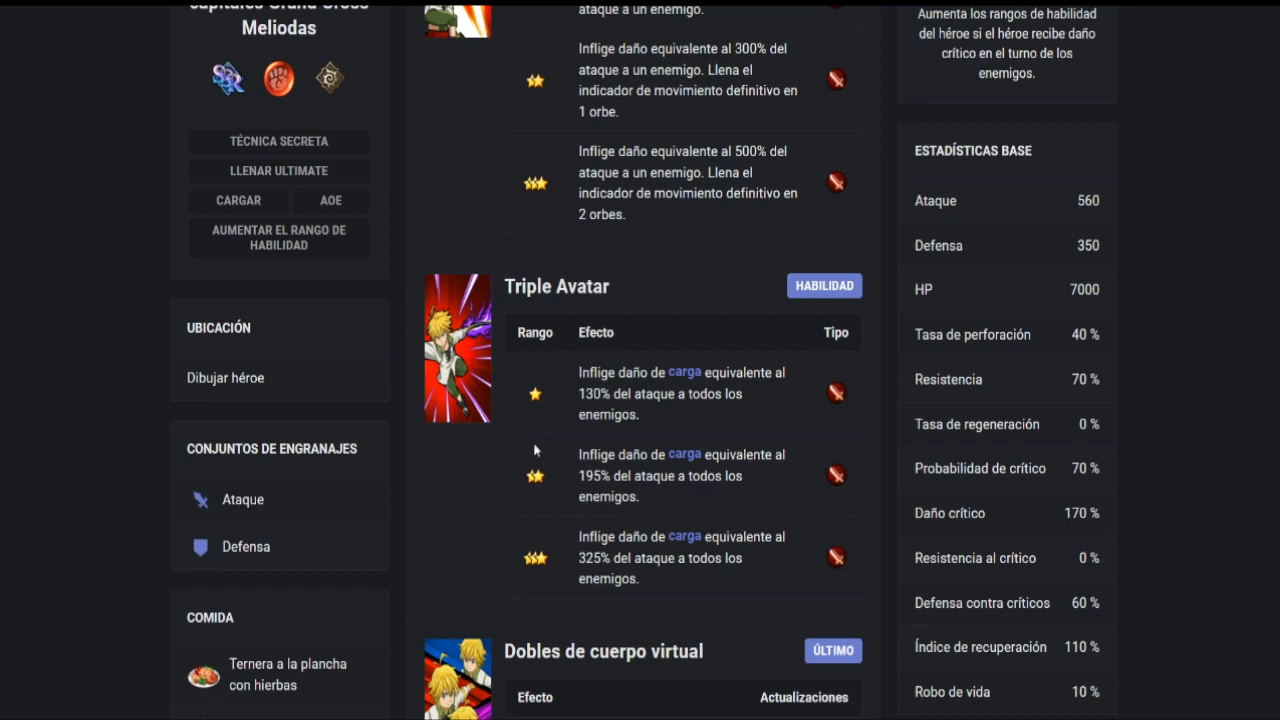 capitales Grand Cross
Meliodas
SSR
TÉCNICA SECRETA
LLENAR ULTIMATE
CARGAR
AOE
AUMENTAR EL RANGO DE
HABILIDAD
UBICACIÓN
Dibujar héroe
CONJUNTOS DE ENGRANAJES
Ataque
Defensa
COMIDA
Ternera a la plancha
con hierbas
ataque a un enemigo.
Inflige daño equivalente al 300% del
ataque a un enemigo. Llena el
indicador de movimiento definitivo en
1 orbe.
Inflige daño equivalente al 500% del
ataque a un enemigo. Llena el
indicador de movimiento definitivo en
2 orbes.
Triple Avatar
HABILIDAD
Rango Efecto Tipo
Inflige daño de carga equivalente al
130% del ataque a todos los
enemigos.
Inflige daño de carga equivalente al
195% del ataque a todos los
enemigos.
Inflige daño de carga equivalente al
325% del ataque a todos los
enemigos.
Dobles de cuerpo virtual
ÚLTIMO
Efecto Actualizaciones
Aumenta los rangos de habilidad
del héroe si el héroe recibe daño
crítico en el turno de los
enemigos.
ESTADÍSTICAS BASE
Ataque 560
Defensa 350
HP 7000
Tasa de perforación 40 %
Resistencia 70 %
Tasa de regeneración 0 %
Probabilidad de crítico 70 %
Daño crítico 170 %
Resistencia al crítico 0 %
Defensa contra críticos 60 %
Índice de recuperación 110 %
Robo de vida 10 %